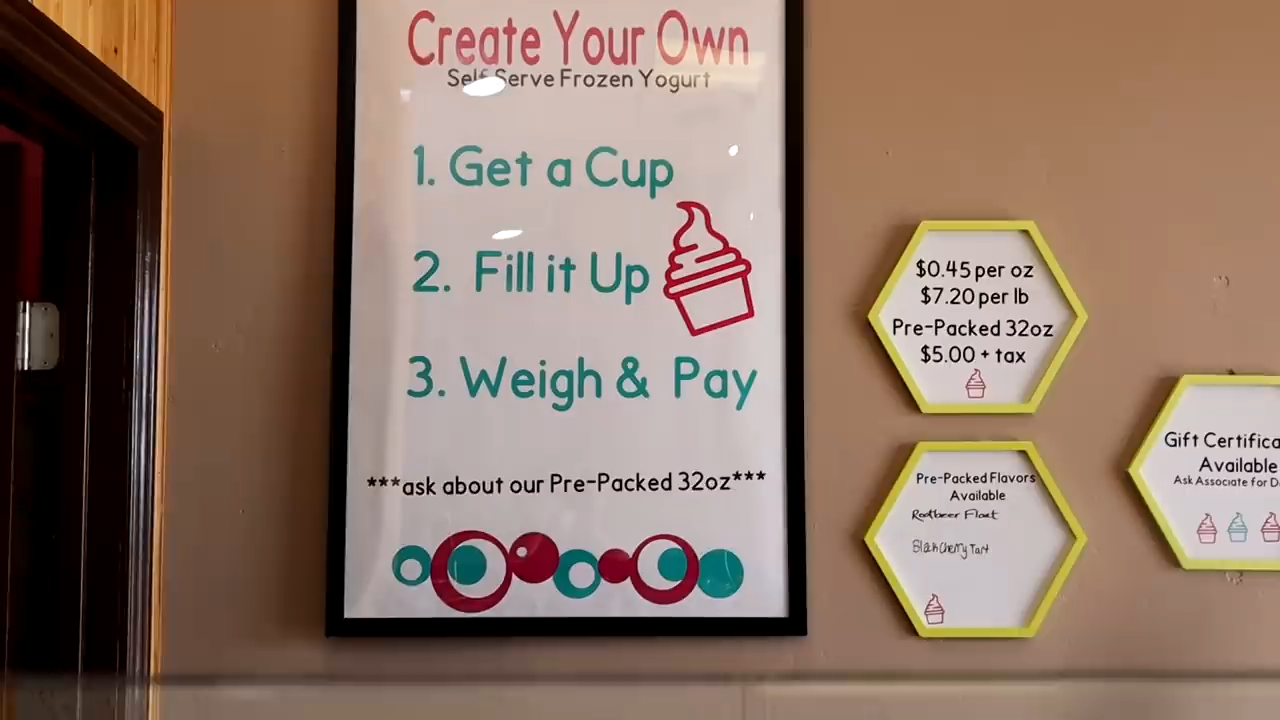 Create Your Own
Self Serve Frozen Yogurt
1. Get a Cup
2. Fill it Up
3. Weigh & Pay
***ask about our Pre-Packed 32oz***
$0.45 per oz
$7.20 per lb
Pre-Packed 32oz
$5.00 + tax
Pre-Packed Flavors
Available
Rootbeer Float
Cherry Tart
Gift Certifica
Available
Ask Associate for D